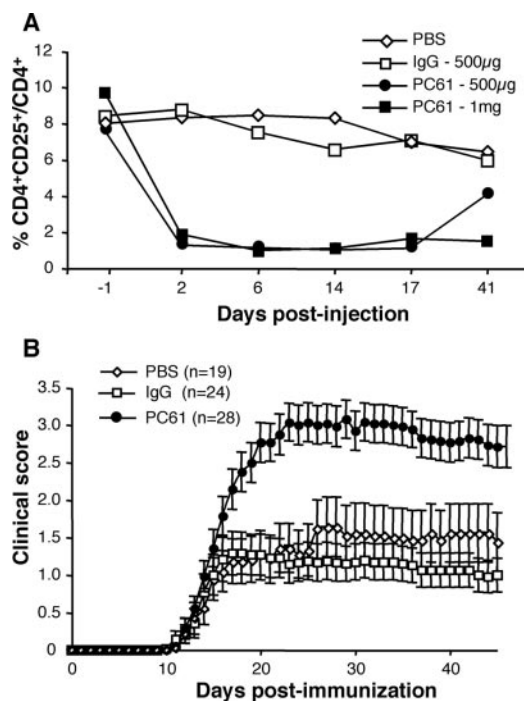 A
PBS
IgG - 500µg
PC61 - 500µg
PC61 - 1mg
% CD4+CD25+/CD4+
12
10
8
6
4
2
0
-1 2 6 14 17 41
Days post-injection
B
PBS (n=19)
IgG (n=24)
PC61 (n=28)
Clinical score
3.5
3.0
2.5
2.0
1.5
1.0
0.5
0
0 10 20 30 40
Days post-immunization